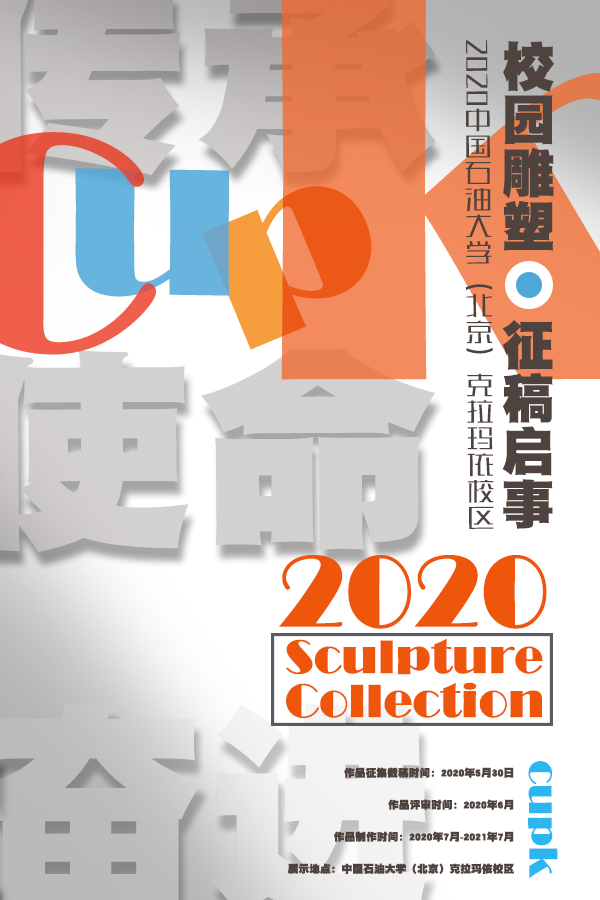 传承
使命
奋进
cupk
校园雕塑
征稿启事
2020中国石油大学（北京）克拉玛依校区
2020
Sculpture
Collection
作品征集截稿时间：2020年5月30日
作品评审时间：2020年6月
作品制作时间：2020年7月-2021年7月
展示地点：中国石油大学（北京）克拉玛依校区
cupk